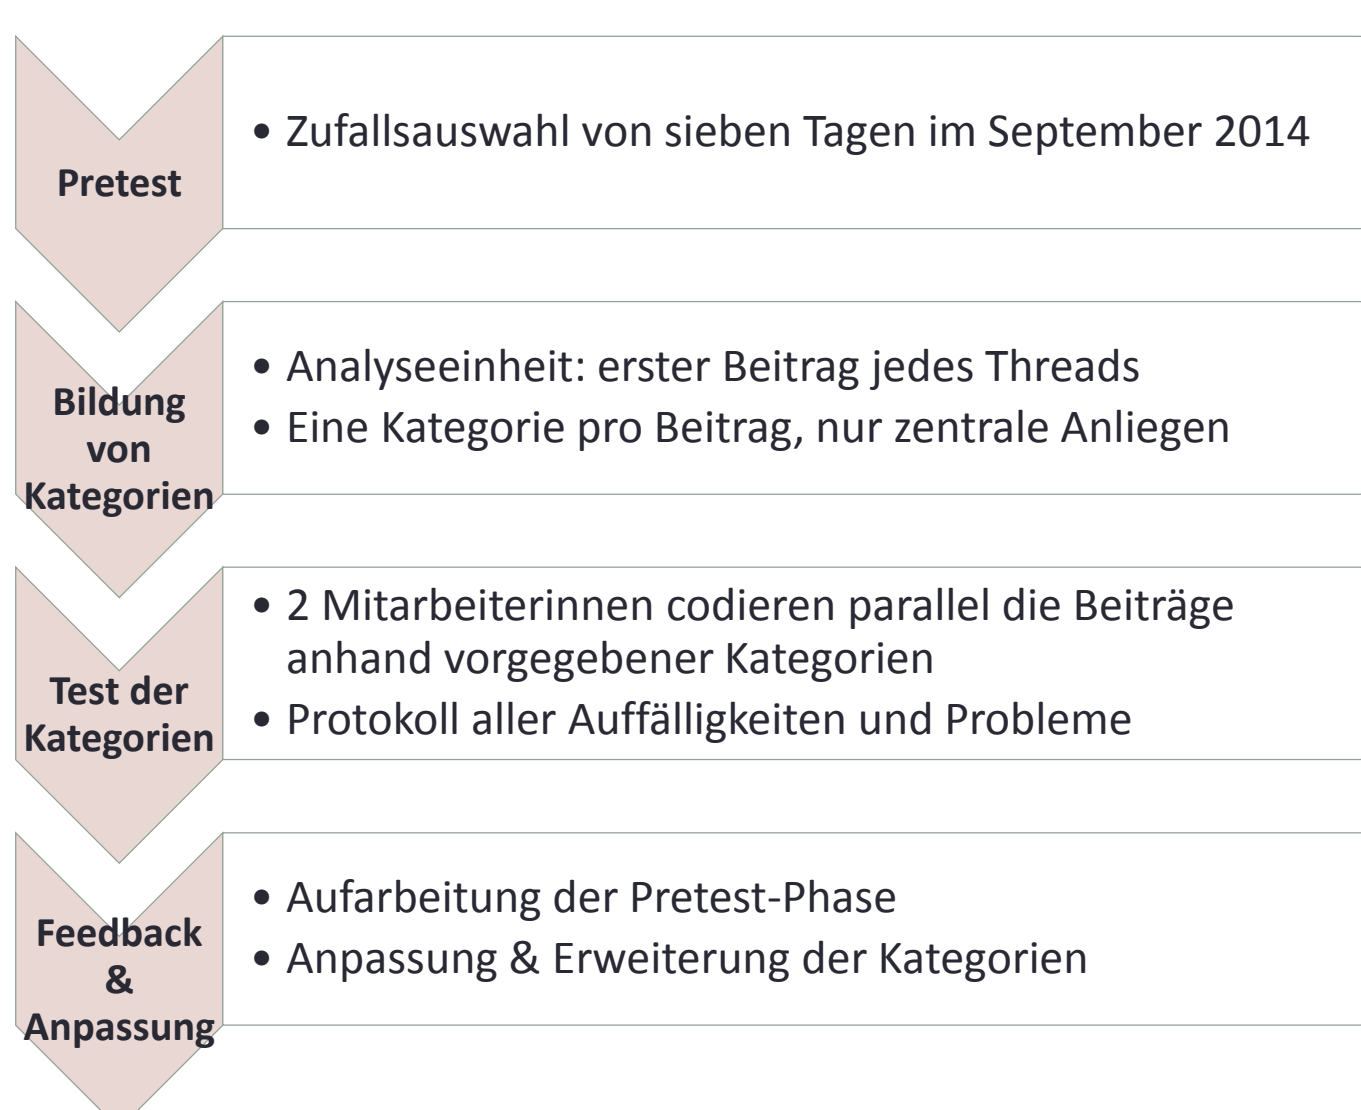 Pretest
• Zufallsauswahl von sieben Tagen im September 2014
Bildung
von
Kategorien
• Analyseeinheit: erster Beitrag jedes Threads
• Eine Kategorie pro Beitrag, nur zentrale Anliegen
Test der
Kategorien
• 2 Mitarbeiterinnen codieren parallel die Beiträge
anhand vorgegebener Kategorien
• Protokoll aller Auffälligkeiten und Probleme
Feedback
&
Anpassung
• Aufarbeitung der Pretest-Phase
• Anpassung & Erweiterung der Kategorien